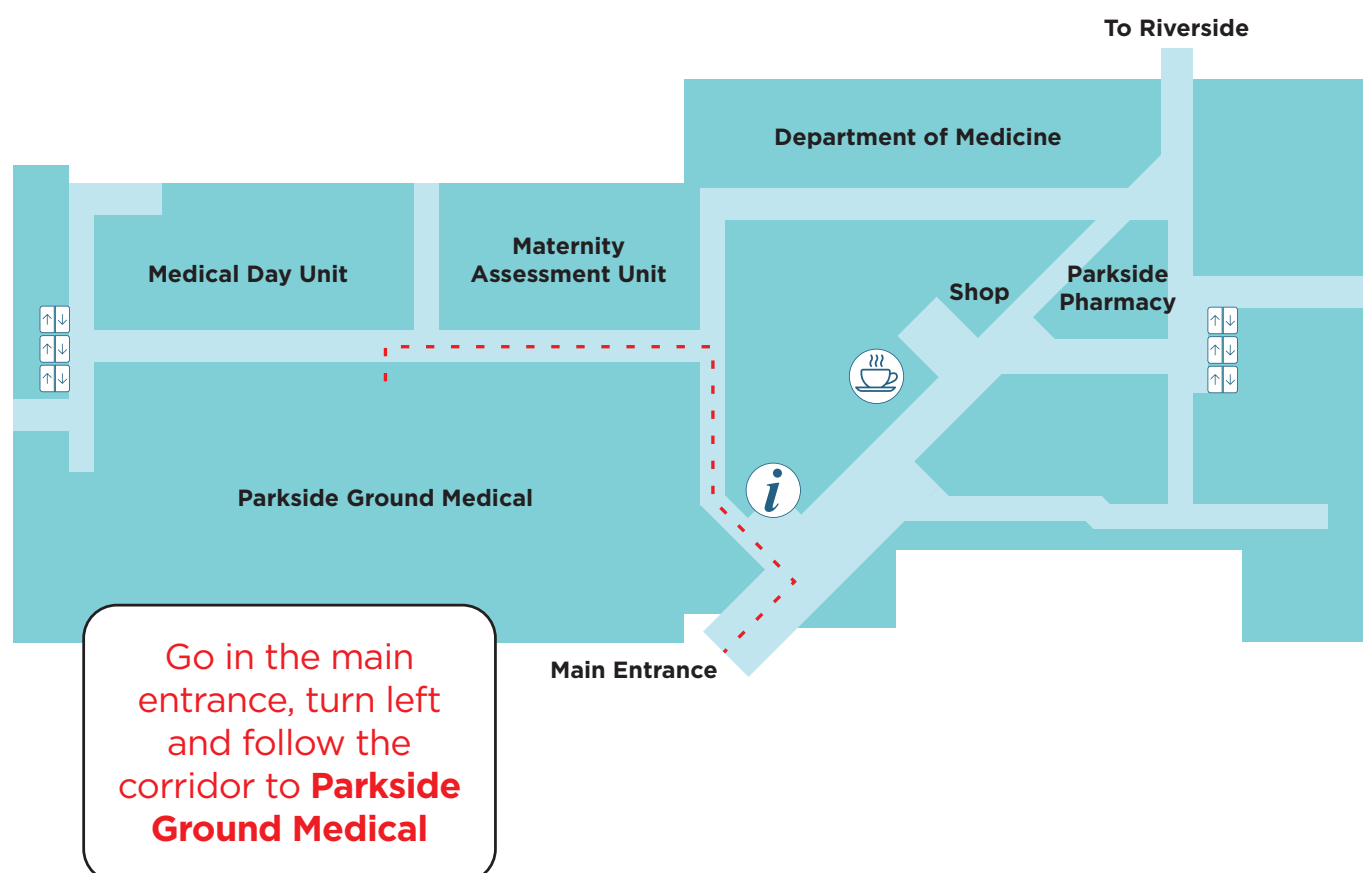 To Riverside
Department of Medicine
Medical Day Unit
Maternity
Assessment Unit
Shop
Parkside
Pharmacy
i
Parkside Ground Medical
Main Entrance
Go in the main
entrance, turn left
and follow the
corridor to Parkside
Ground Medical